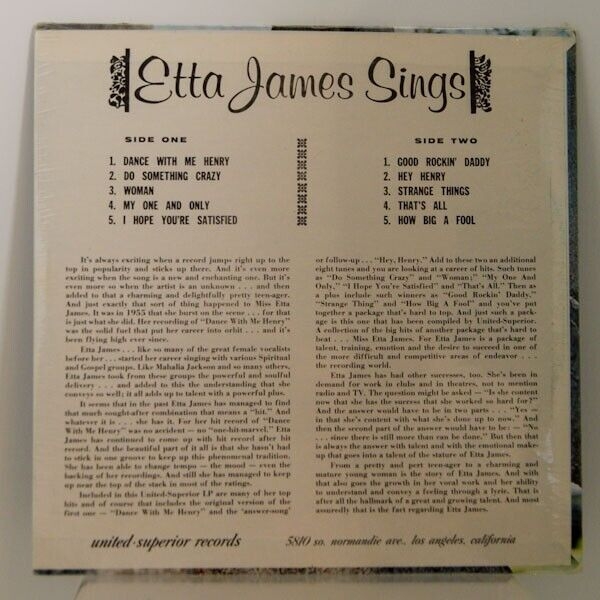 Etta James Sings
SIDE ONE
1. DANCE WITH ME HENRY
2. DO SOMETHING CRAZY
3. WOMAN
4. MY ONE AND ONLY
5. I HOPE YOU'RE SATISFIED
SIDE TWO
1. GOOD ROCKIN' DADDY
2. HEY HENRY
3. STRANGE THINGS
4. THAT'S ALL
5. HOW BIG A FOOL
It's always exciting when a record jumps right up to the
top in popularity and sticks up there. And it's even more
exciting when the song is a new and enchanting one. But it's
even more so when the artist is an unknown . . . and then
added to that a charming and delightfully pretty teen-ager.
And just exactly that sort of thing happened to Miss Etta
James. It was in 1955 that she burst on the scene . . . for that
is just what she did. Her recording of "Dance With Me Henry"
was the solid fuel that put her career into orbit . . . and it's
been flying high ever since.
Etta James . . . like so many of the great female vocalists
before her . . . started her career singing with various Spiritual
and Gospel groups. Like Mahalia Jackson and so many others,
Etta James took from these groups the powerful and soulful
delivery . . . and added to this the understanding that she
conveys so well; it all adds up to talent with a powerful plus.
It seems that in the past Etta James has managed to find
that much sought-after combination that means a "hit." And
whatever it is . . . she has it. For her hit record of "Dance
With Me Henry" was no accident — no "one-hit-marvel." Etta
James has continued to come up with hit record after hit
record. And the beautiful part of it all is that she hasn't had
to stick in one groove to keep up this phenomenal tradition.
She has been able to change tempo — the mood — even the
backing of her recordings. And still she has managed to keep
up near the top of the stack in most of the ratings.
Included in this United-Superior LP are many of her top
hits and of course that includes the original version of the
first one — "Dance With Me Henry" and the 'answer-song'
or follow-up . . . "Hey, Henry." Add to these two an additional
eight tunes and you are looking at a career of hits. Such tunes
as "Do Something Crazy" and "Woman;" "My One And
Only," "I Hope You're Satisfied" and "That's All." Then as
a plus include such winners as "Good Rockin' Daddy,"
"Strange Thing" and "How Big A Fool" and you've put
together a package that's hard to top. And just such a pack-
age is this one that has been compiled by United-Superior.
A collection of the big hits of another package that's hard to
beat . . . Miss Etta James. For Etta James is a package of
talent, training, emotion and the desire to succeed in one of
the more difficult and competitive areas of endeavor . . .
the recording world.
Etta James has had other successes, too. She's been in
demand for work in clubs and in theatres, not to mention
radio and TV. The question might be asked — "Is she content
now that she has the success that she worked so hard for?"
And the answer would have to be in two parts . . . "Yes —
in that she's content with what she's done up to now." And
then the second part of the answer would have to be: — "No
. . . since there is still more than can be done." But then that
is always the answer with talent and with the emotional make-
up that goes into a talent of the stature of Etta James.
From a pretty and pert teen-ager to a charming and
mature young woman is the story of Etta James. And with
that also goes the growth in her vocal work and her ability
to understand and convey a feeling through a lyric. That is
after all the hallmark of a great and growing talent. And most
assuredly that is the fact regarding Etta James.
united-superior records 5810 so. normandie ave., los angeles, california